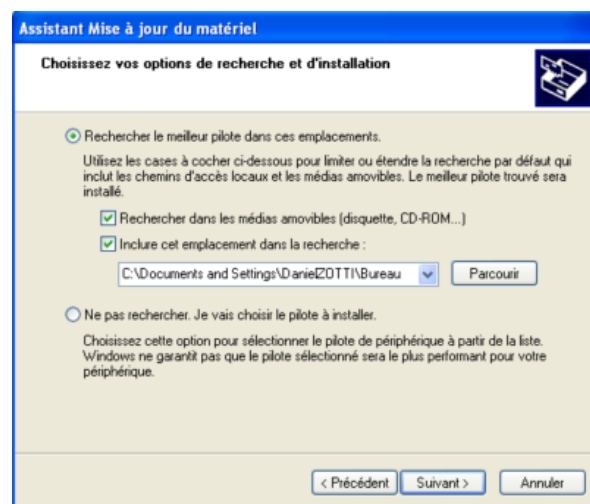 Assistant Mise à jour du matériel
Choisissez vos options de recherche et d'installation
Rechercher le meilleur pilote dans ces emplacements.
Utilisez les cases à cocher ci-dessous pour limiter ou étendre la recherche par défaut qui
inclut les chemins d'accès locaux et les médias amovibles. Le meilleur pilote trouvé sera
installé.
Rechercher dans les médias amovibles (disquette, CD-ROM...)
Inclure cet emplacement dans la recherche :
C:\Documents and Settings\DanielZOTTI\Bureau
Parcourir
Ne pas rechercher. Je vais choisir le pilote à installer.
Choisissez cette option pour sélectionner le pilote de périphérique à partir de la liste.
Windows ne garantit pas que le pilote sélectionné sera le plus performant pour votre
périphérique.
< Précédent Suivant > Annuler